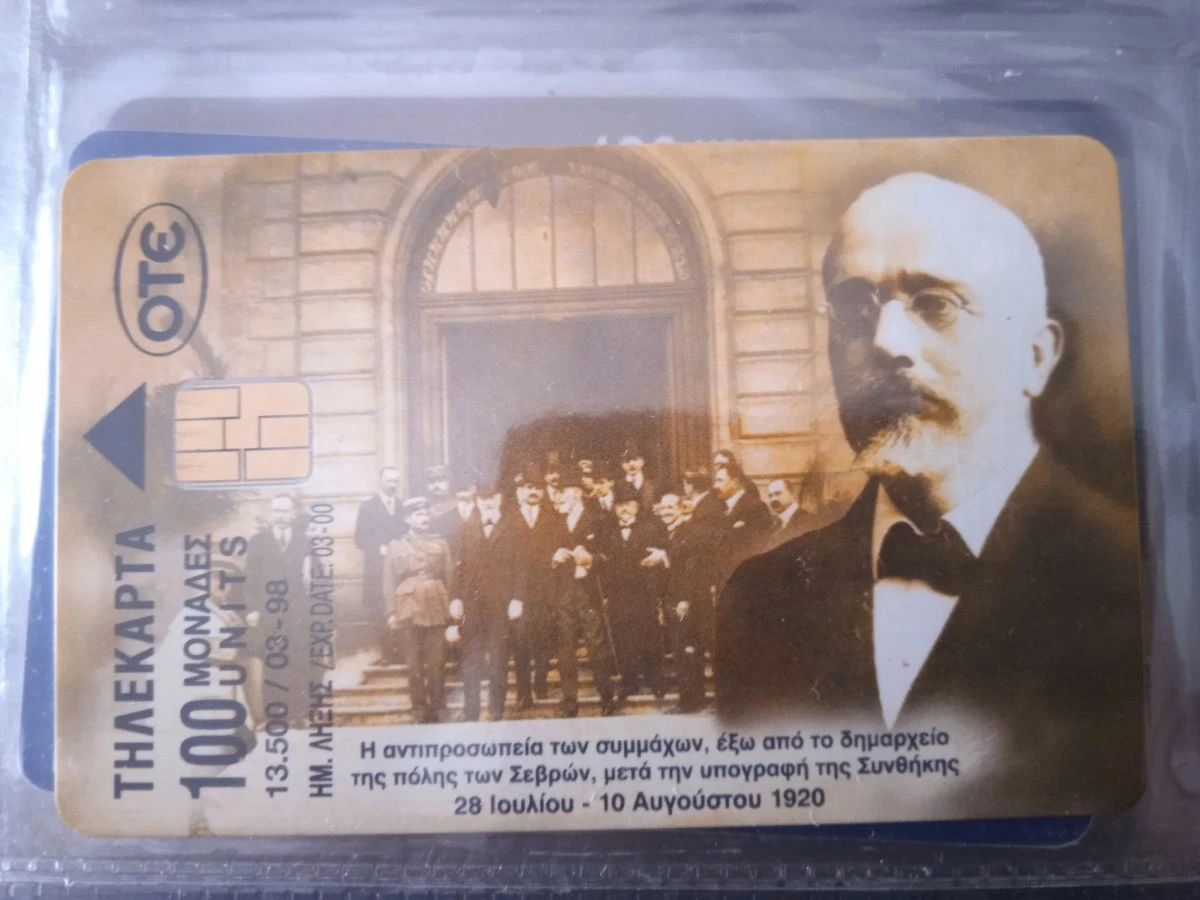 ΟΤΕ
ΤΗΛΕΚΑΡΤΑ
100 ΜΟΝΑΔΕΣ
UNITS
13.500 / 03-98
ΗΜ. ΛΗΞΗΣ /EXP.DATE: 03-00
Η αντιπροσωπεία των συμμάχων, έξω από το δημαρχείο
της πόλης των Σεβρών, μετά την υπογραφή της Συνθήκης
28 Ιουλίου - 10 Αυγούστου 1920